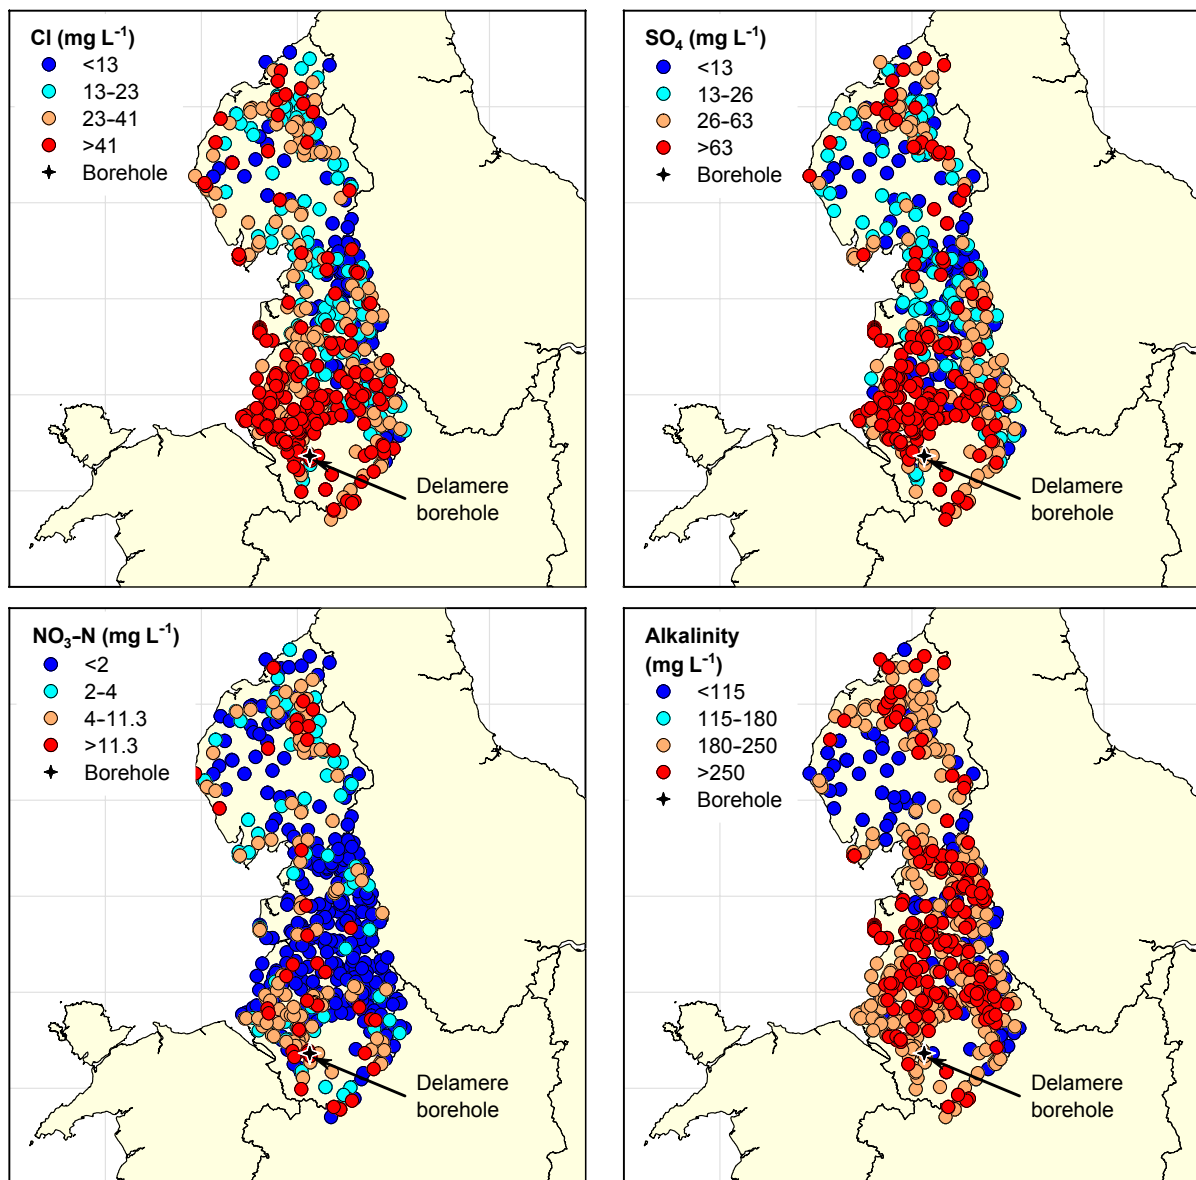 Cl (mg L⁻¹)
<13
13-23
23-41
>41
Borehole
Delamere
borehole
SO₄ (mg L⁻¹)
<13
13-26
26-63
>63
Borehole
Delamere
borehole
NO₃-N (mg L⁻¹)
<2
2-4
4-11.3
>11.3
Borehole
Delamere
borehole
Alkalinity
(mg L⁻¹)
<115
115-180
180-250
>250
Borehole
Delamere
borehole